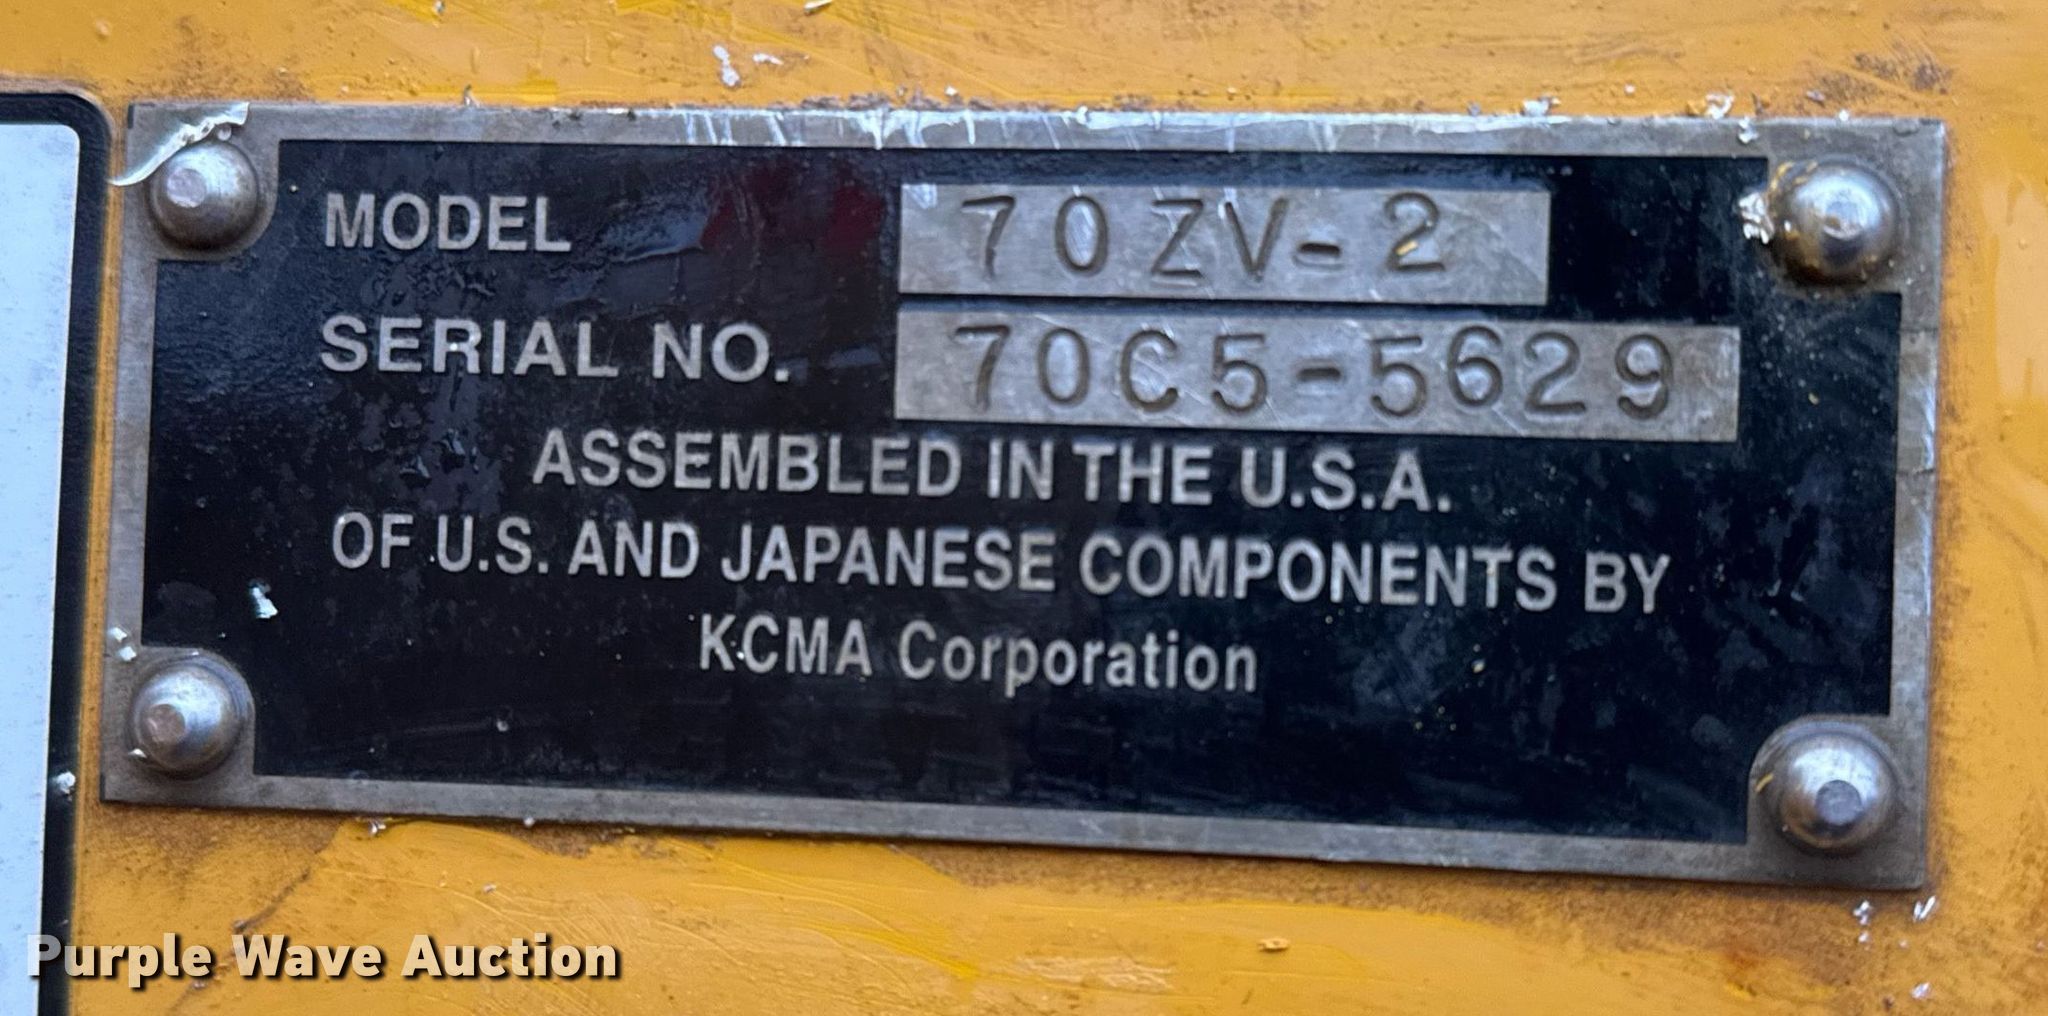 MODEL 70ZV-2
SERIAL NO. 70C5-5629
ASSEMBLED IN THE U.S.A.
OF U.S. AND JAPANESE COMPONENTS BY
KCMA Corporation
Purple Wave Auction